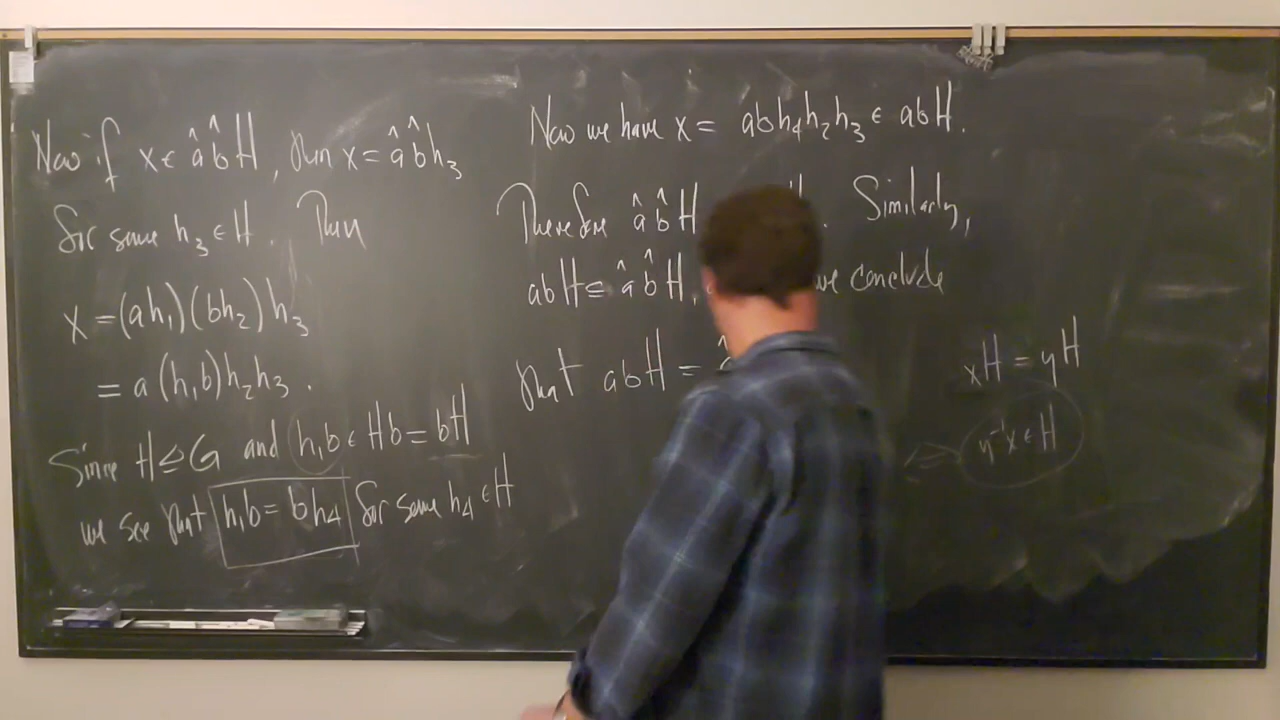 Now if x ∈ âb̂H, then x = âb̂h₃
for some h₃ ∈ H. Then
x = (ah₁)(bh₂)h₃
= a(h₁b)h₂h₃.
Since H ⊴ G and h₁b ∈ Hb = bH
we see that h₁b = bh₄ for some h₄ ∈ H
Now we have x = abh₄h₂h₃ ∈ abH.
Therefore âb̂H . Similarly,
abH ⊆ âb̂H, we conclude
that abH =
xH = yH
⇔ y⁻¹x ∈ H